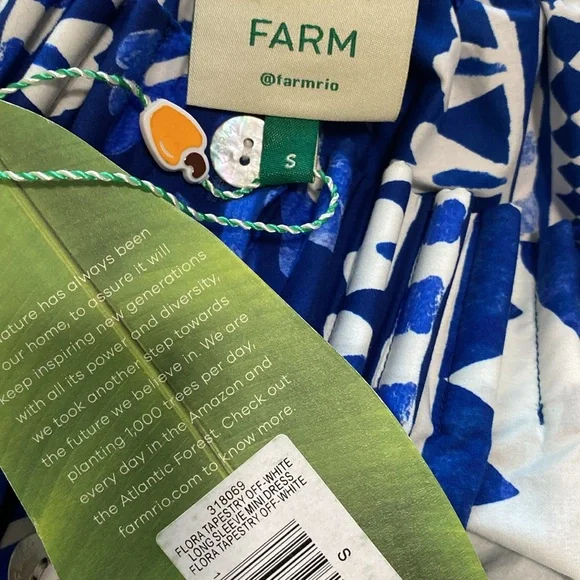 FARM
@farmrio
S
ature has always been
our home, to assure it will
keep inspiring new generations
with all its power and diversity,
we took another step towards
the future we believe in. We are
planting 1,000 trees per day,
every day in the Amazon and
the Atlantic Forest. Check out
farmrio.com to know more.
318069
FLORA TAPESTRY OFF-WHITE
LONG SLEEVE MINI DRESS
FLORA TAPESTRY OFF-WHITE
S
1